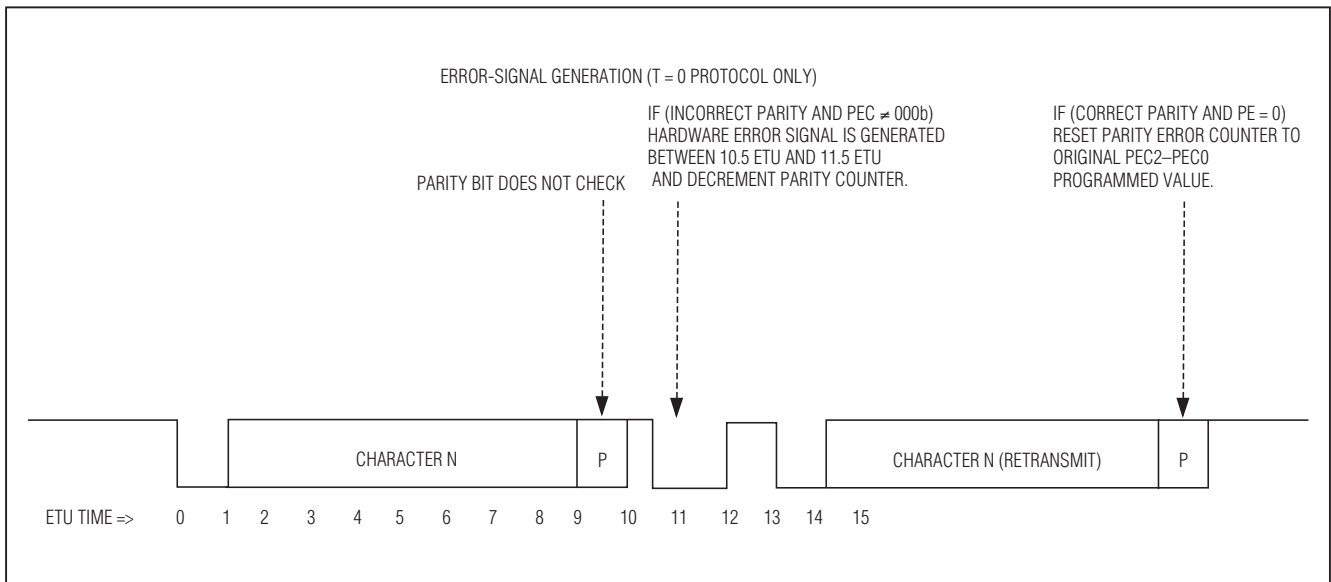 ERROR-SIGNAL GENERATION (T = 0 PROTOCOL ONLY)
IF (INCORRECT PARITY AND PEC ≠ 000b)
HARDWARE ERROR SIGNAL IS GENERATED
BETWEEN 10.5 ETU AND 11.5 ETU
AND DECREMENT PARITY COUNTER.
IF (CORRECT PARITY AND PE = 0)
RESET PARITY ERROR COUNTER TO
ORIGINAL PEC2–PEC0
PROGRAMMED VALUE.
PARITY BIT DOES NOT CHECK
CHARACTER N
P
CHARACTER N (RETRANSMIT)
P
ETU TIME => 0 1 2 3 4 5 6 7 8 9 10 11 12 13 14 15